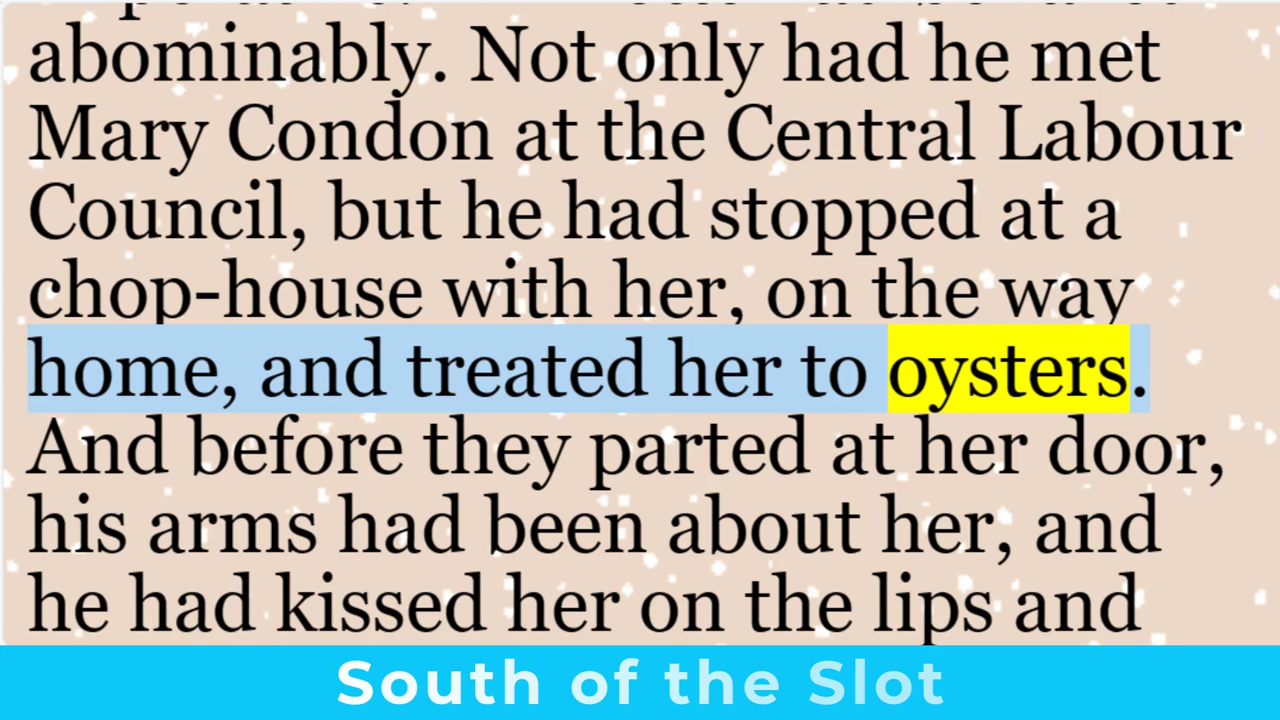 abominably. Not only had he met
Mary Condon at the Central Labour
Council, but he had stopped at a
chop-house with her, on the way
home, and treated her to oysters.
And before they parted at her door,
his arms had been about her, and
he had kissed her on the lips and
South of the Slot